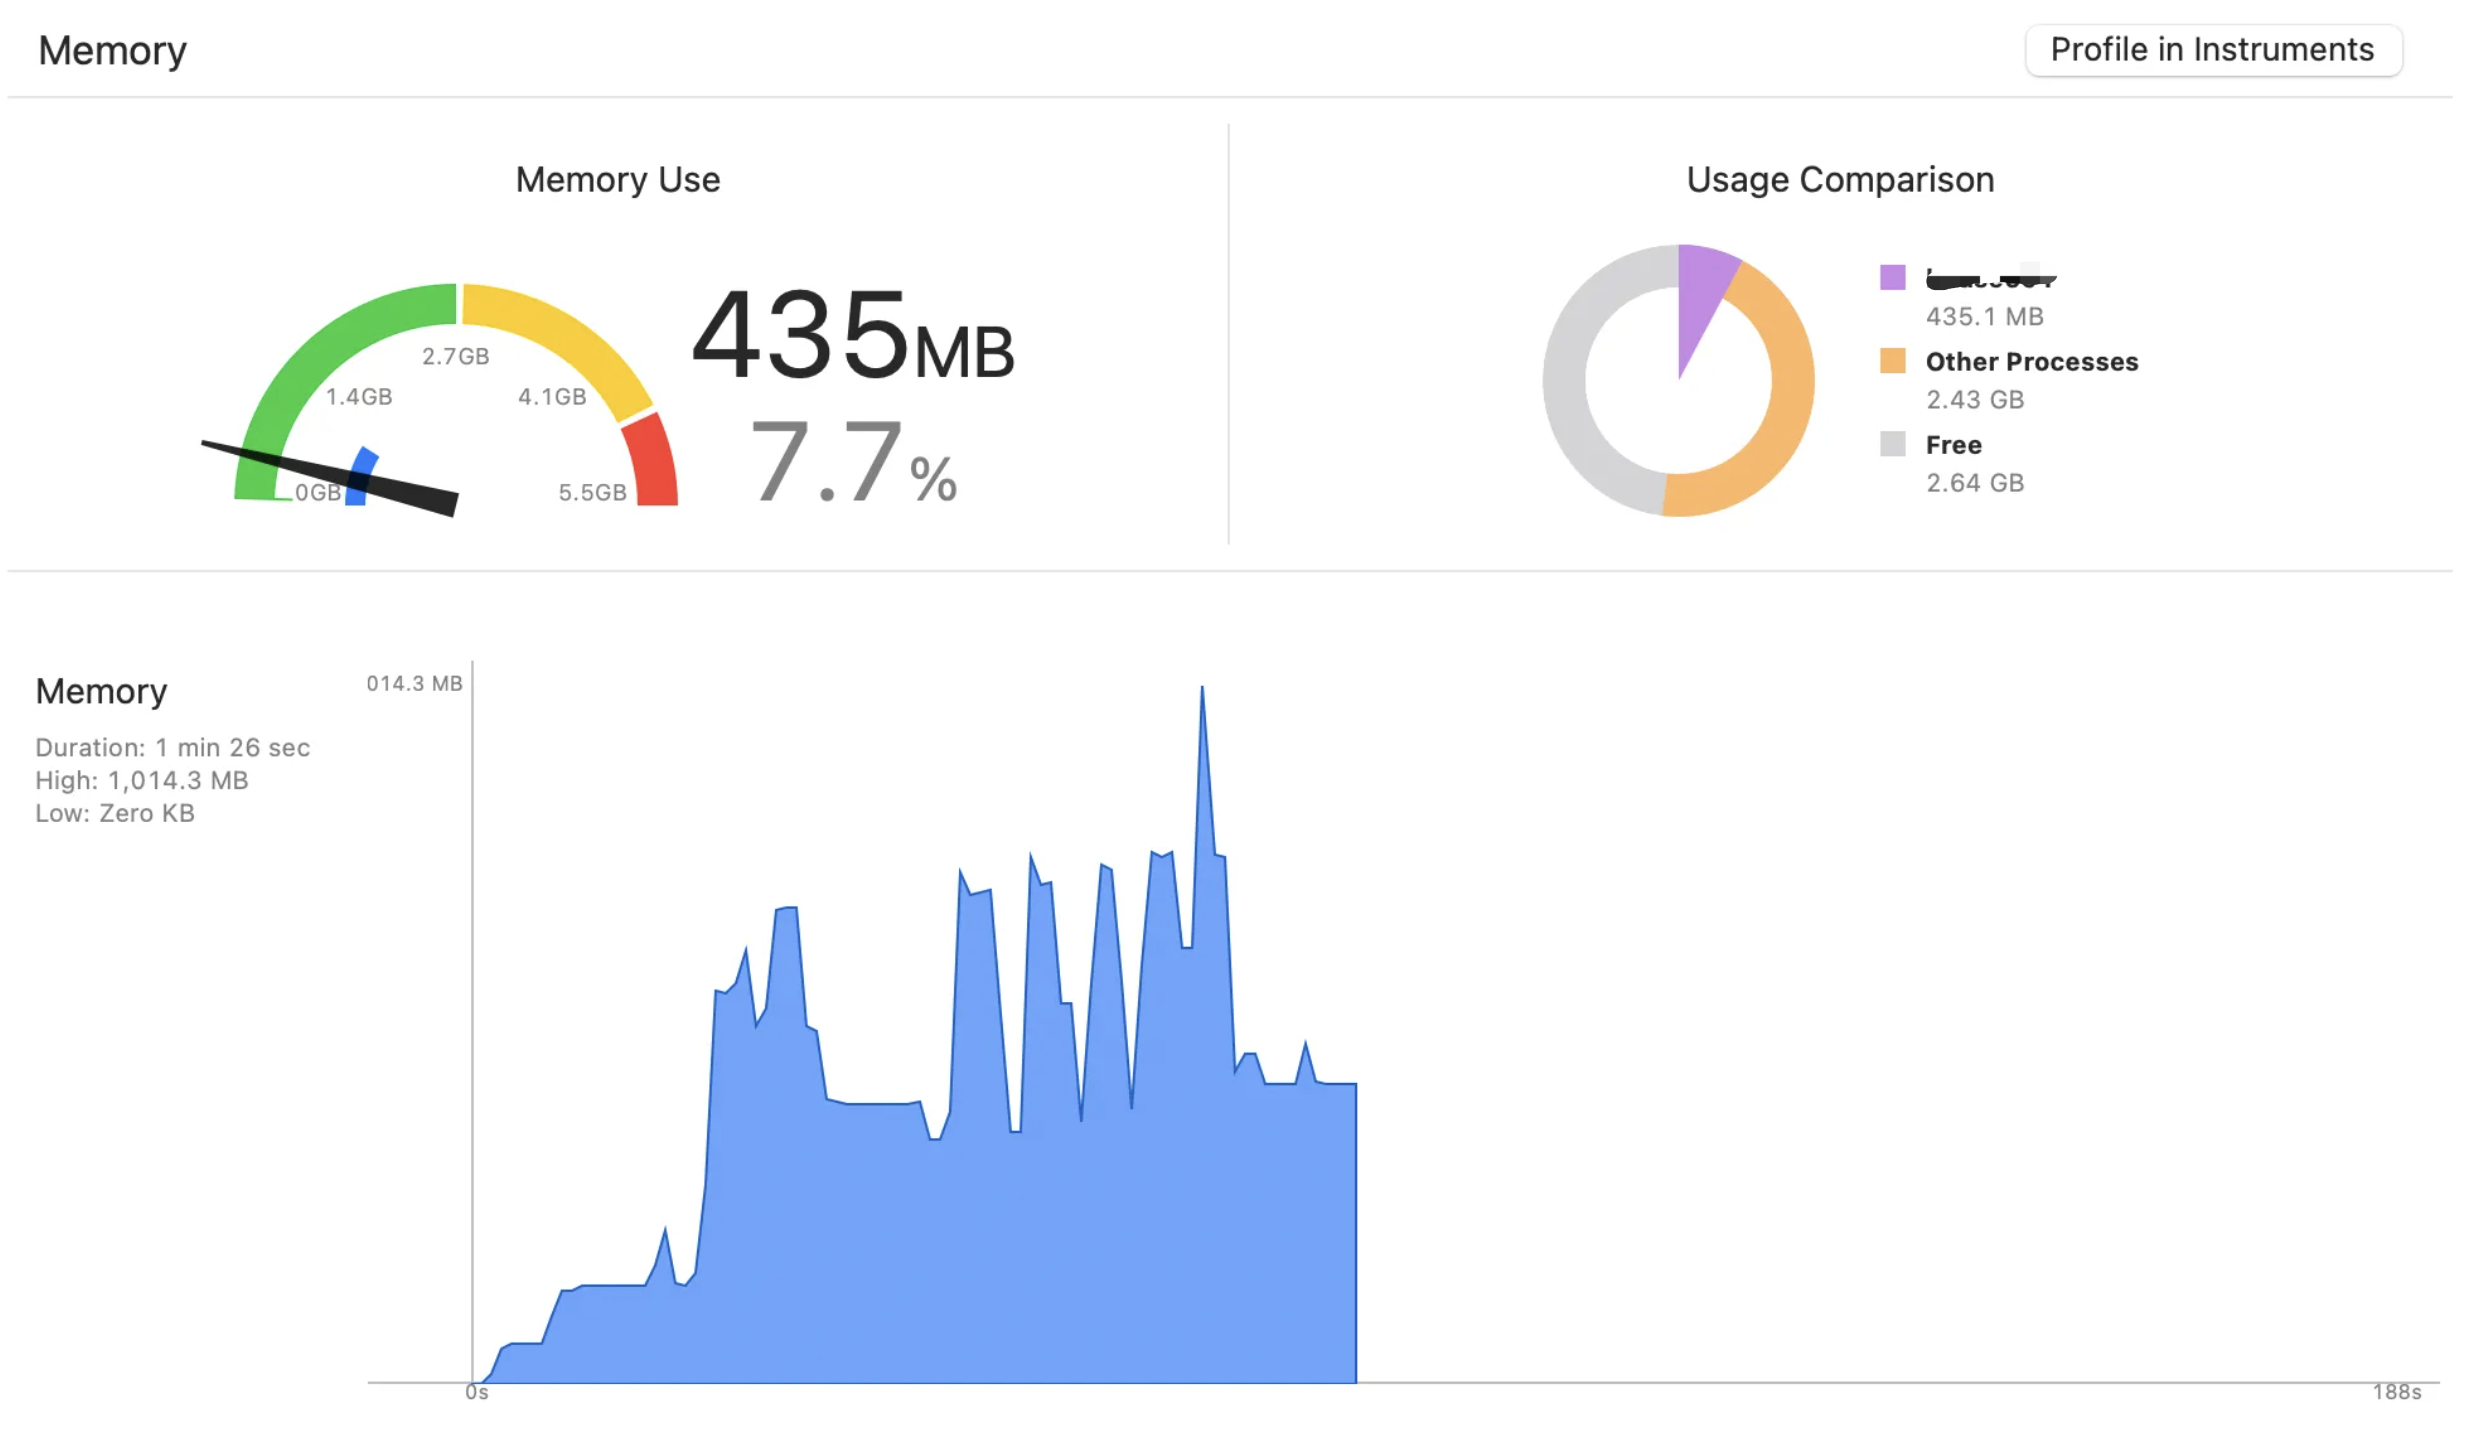 Memory
Profile in Instruments
Memory Use
2.7GB
1.4GB
4.1GB
0GB
5.5GB
435MB
7.7%
Usage Comparison
435.1 MB
Other Processes
2.43 GB
Free
2.64 GB
Memory
Duration: 1 min 26 sec
High: 1,014.3 MB
Low: Zero KB
014.3 MB
0s
188s